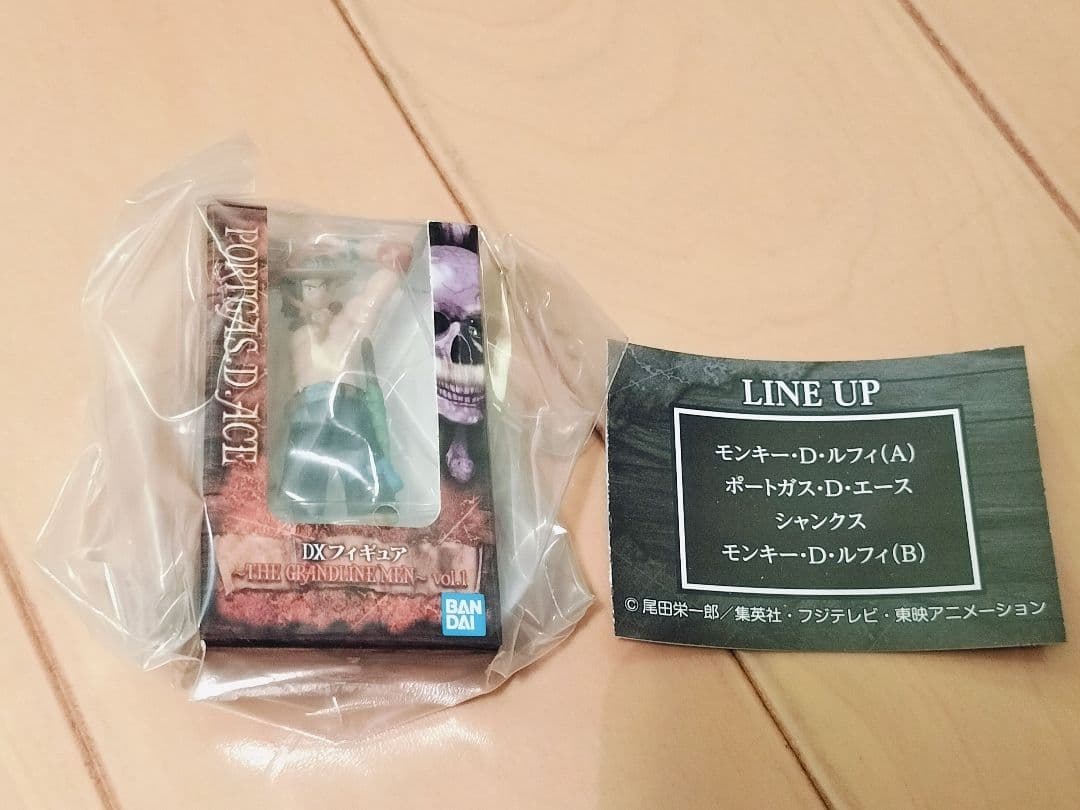 PORTGAS.D.ACE
DXフィギュア
~THE GRANDLINE MEN~ vol.1
BAN
DAI
LINE UP
モンキー・D・ルフィ(A)
ポートガス・D・エース
シャンクス
モンキー・D・ルフィ(B)
© 尾田栄一郎／集英社・フジテレビ・東映アニメーション